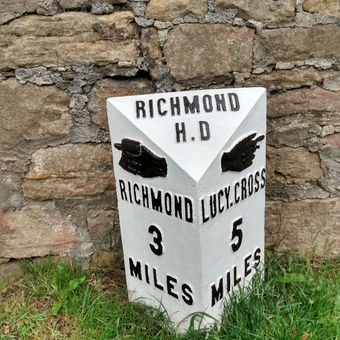 RICHMOND
H.D
RICHMOND
3
MILES
LUCY.CROSS
5
MILES